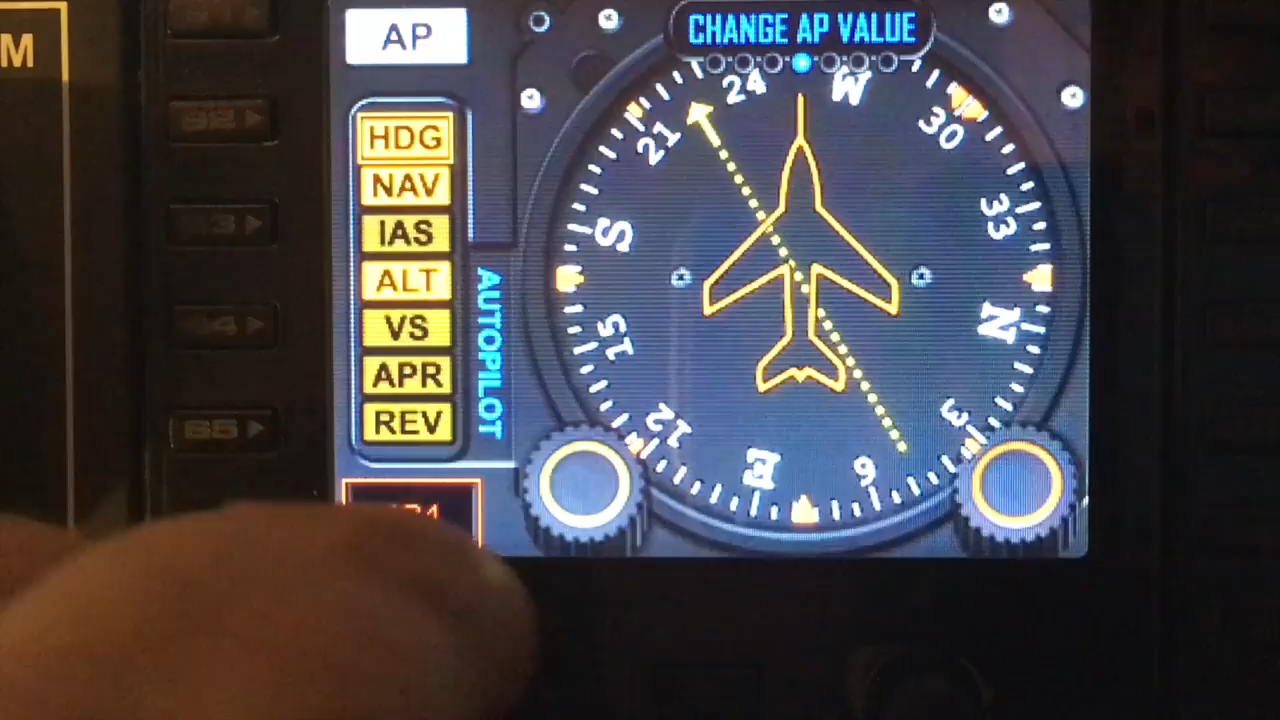 M
AP
CHANGE AP VALUE
HDG
NAV
IAS
ALT
VS
APR
REV
AUTOPILOT
21
24
W
30
33
N
3
6
E
12
15
S